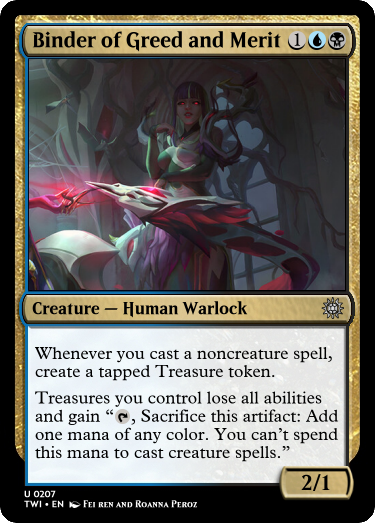 Binder of Greed and Merit 1
Creature — Human Warlock
Whenever you cast a noncreature spell,
create a tapped Treasure token.
Treasures you control lose all abilities
and gain “, Sacrifice this artifact: Add
one mana of any color. You can’t spend
this mana to cast creature spells.”
2/1
U 0207
TWI • EN Fei ren and Roanna Peroz